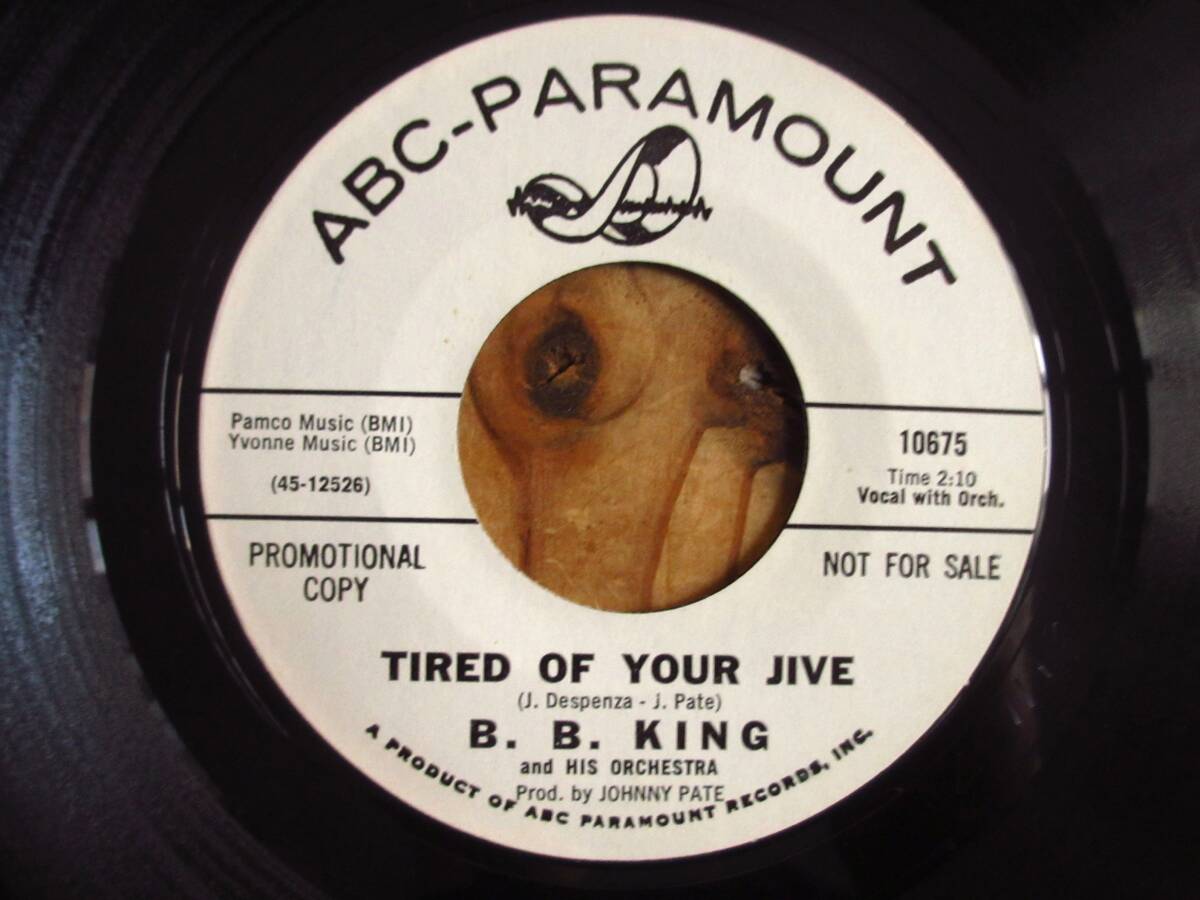 ABC-PARAMOUNT
Pamco Music (BMI)
Yvonne Music (BMI)
(45-12526)
10675
Time 2:10
Vocal with Orch.
PROMOTIONAL
COPY
NOT FOR SALE
TIRED OF YOUR JIVE
(J. Despenza - J. Pate)
B. B. KING
and HIS ORCHESTRA
Prod. by JOHNNY PATE
A PRODUCT OF ABC PARAMOUNT RECORDS, INC.